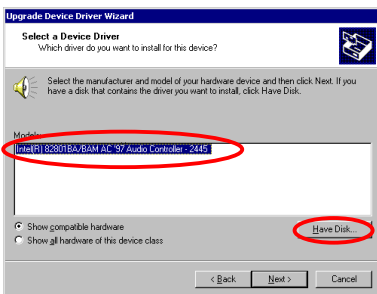 Upgrade Device Driver Wizard
Select a Device Driver
Which driver do you want to install for this device?
Select the manufacturer and model of your hardware device and then click Next. If you
have a disk that contains the driver you want to install, click Have Disk.
Models:
Intel(R) 82801BA/BAM AC '97 Audio Controller - 2445
Show compatible hardware
Show all hardware of this device class
Have Disk...
< Back
Next >
Cancel